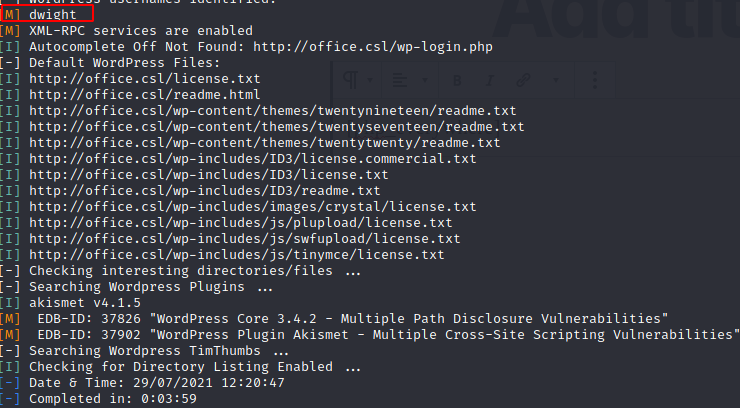 WordPress usernames identified:
[M] dwight
[M] XML-RPC services are enabled
[I] Autocomplete Off Not Found: http://office.csl/wp-login.php
[-] Default WordPress Files:
[I] http://office.csl/license.txt
[I] http://office.csl/readme.html
[I] http://office.csl/wp-content/themes/twentynineteen/readme.txt
[I] http://office.csl/wp-content/themes/twentyseventeen/readme.txt
[I] http://office.csl/wp-content/themes/twentytwenty/readme.txt
[I] http://office.csl/wp-includes/ID3/license.commercial.txt
[I] http://office.csl/wp-includes/ID3/license.txt
[I] http://office.csl/wp-includes/ID3/readme.txt
[I] http://office.csl/wp-includes/images/crystal/license.txt
[I] http://office.csl/wp-includes/js/plupload/license.txt
[I] http://office.csl/wp-includes/js/swfupload/license.txt
[I] http://office.csl/wp-includes/js/tinymce/license.txt
[-] Checking interesting directories/files ...
[-] Searching Wordpress Plugins ...
[I] akismet v4.1.5
[M]  EDB-ID: 37826 "WordPress Core 3.4.2 - Multiple Path Disclosure Vulnerabilities"
[M]  EDB-ID: 37902 "WordPress Plugin Akismet - Multiple Cross-Site Scripting Vulnerabilities"
[-] Searching Wordpress TimThumbs ...
[I] Checking for Directory Listing Enabled ...
[-] Date & Time: 29/07/2021 12:20:47
[-] Completed in: 0:03:59